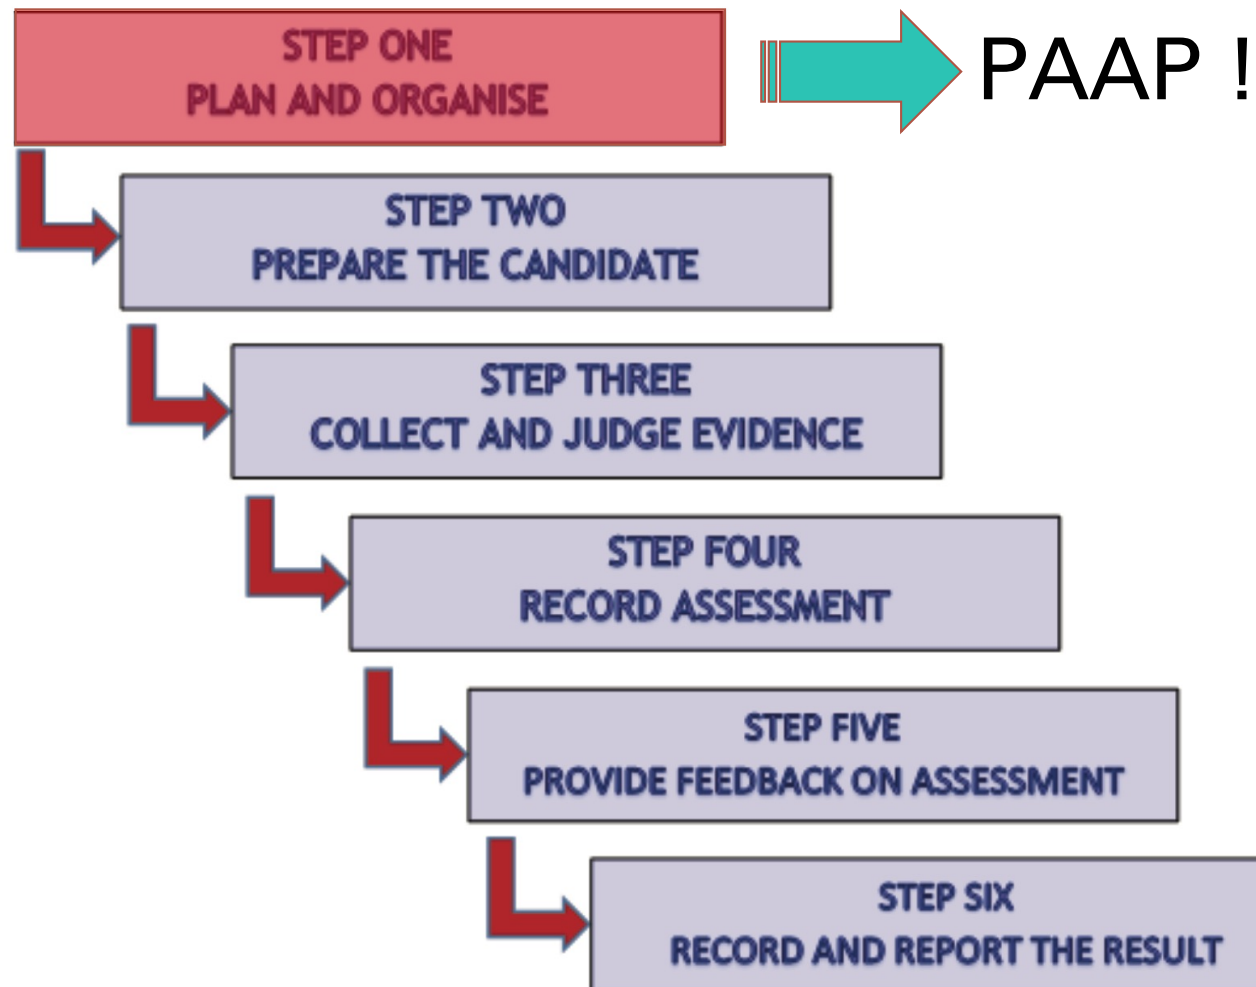 STEP ONE
PLAN AND ORGANISE
PAAP !
STEP TWO
PREPARE THE CANDIDATE
STEP THREE
COLLECT AND JUDGE EVIDENCE
STEP FOUR
RECORD ASSESSMENT
STEP FIVE
PROVIDE FEEDBACK ON ASSESSMENT
STEP SIX
RECORD AND REPORT THE RESULT